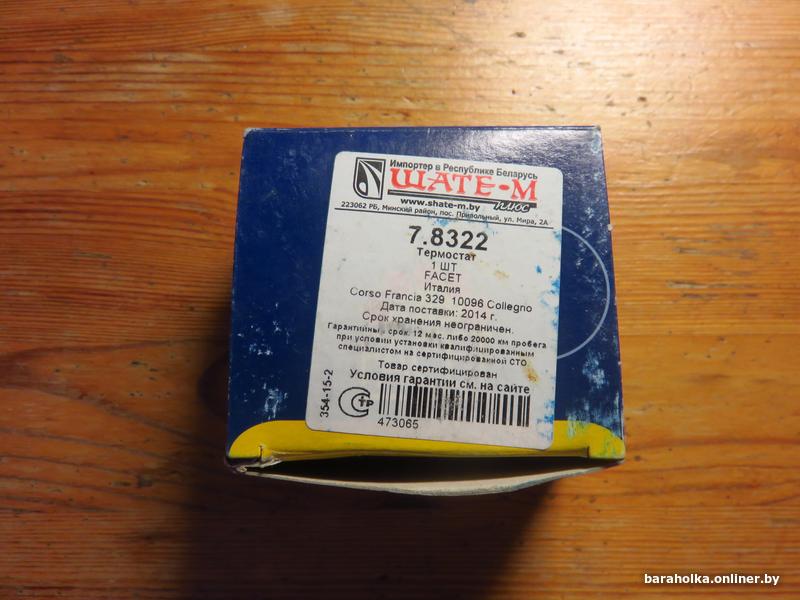 Импортер в Республике Беларусь
ШАТЕ-М
плюс
www.shate-m.by
223062 РБ, Минский район, пос. Привольный, ул. Мира, 2А
7.8322
Термостат
1 ШТ
FACET
Италия
Corso Francia 329 10096 Collegno
Дата поставки: 2014 г.
Срок хранения неограничен.
Гарантийный срок: 12 мес. либо 20000 км пробега
при условии установки квалифицированным
специалистом на сертифицированной СТО
Товар сертифицирован
Условия гарантии см. на сайте
354-15-2
СТР
473065
baraholka.onliner.by